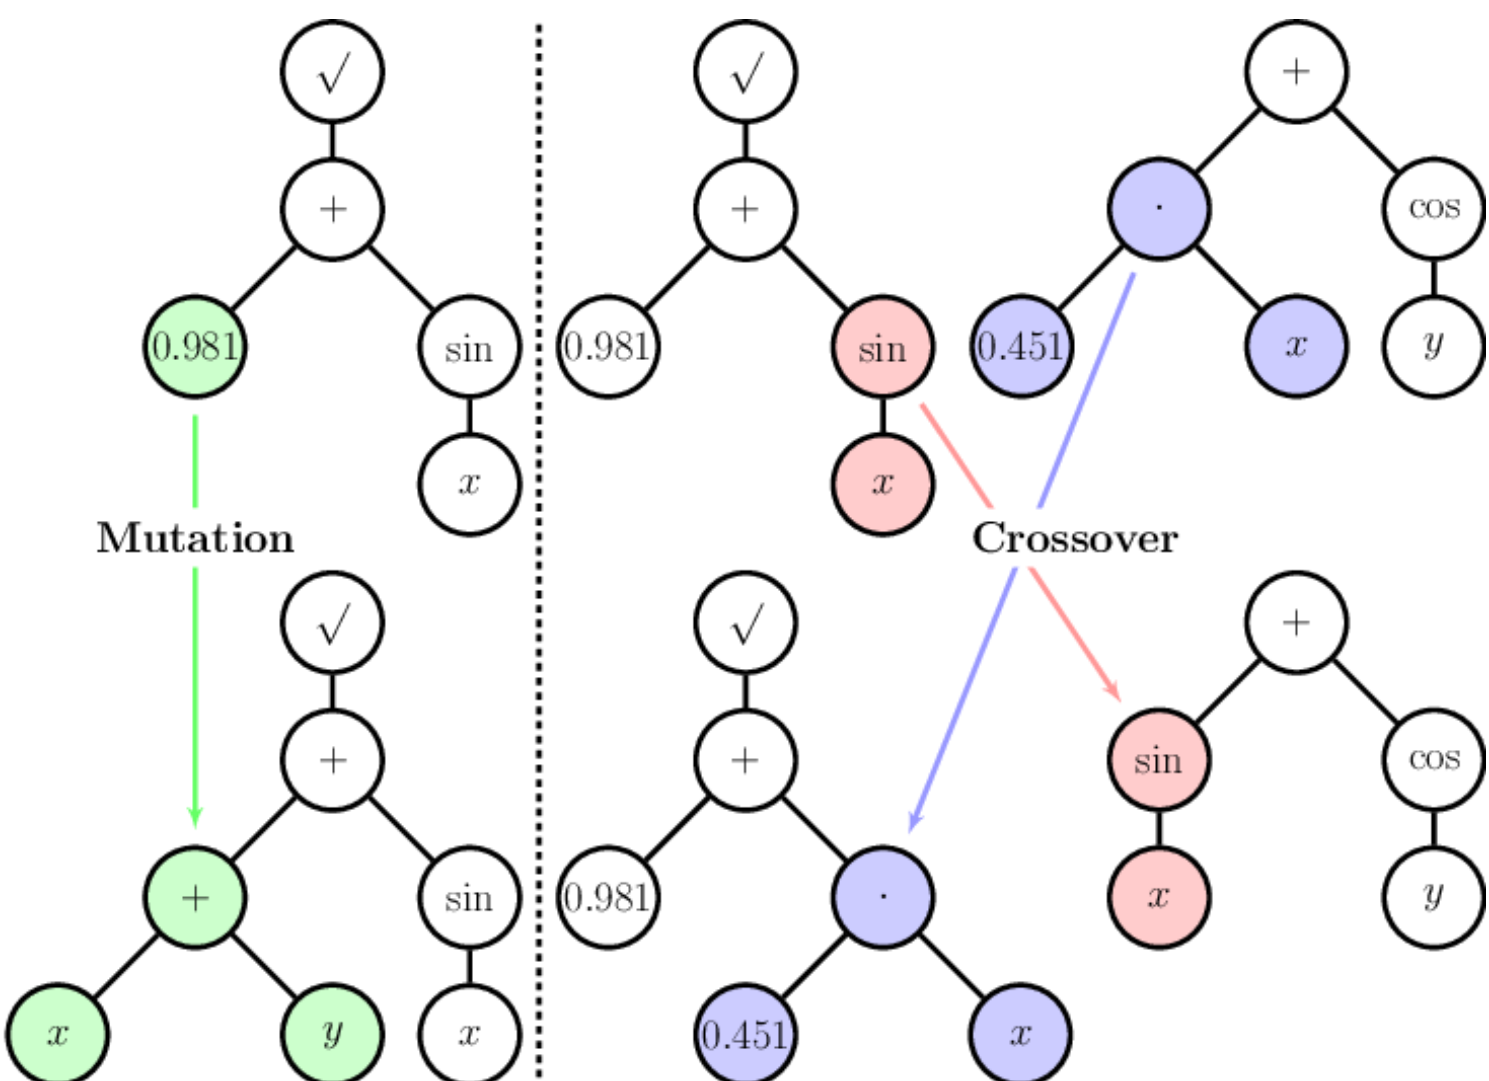 √
+
0.981
sin
x
Mutation
√
+
+
sin
x
y
x
√
+
0.981
sin
x
+
·
cos
0.451
x
y
Crossover
√
+
0.981
·
0.451
x
+
sin
cos
x
y